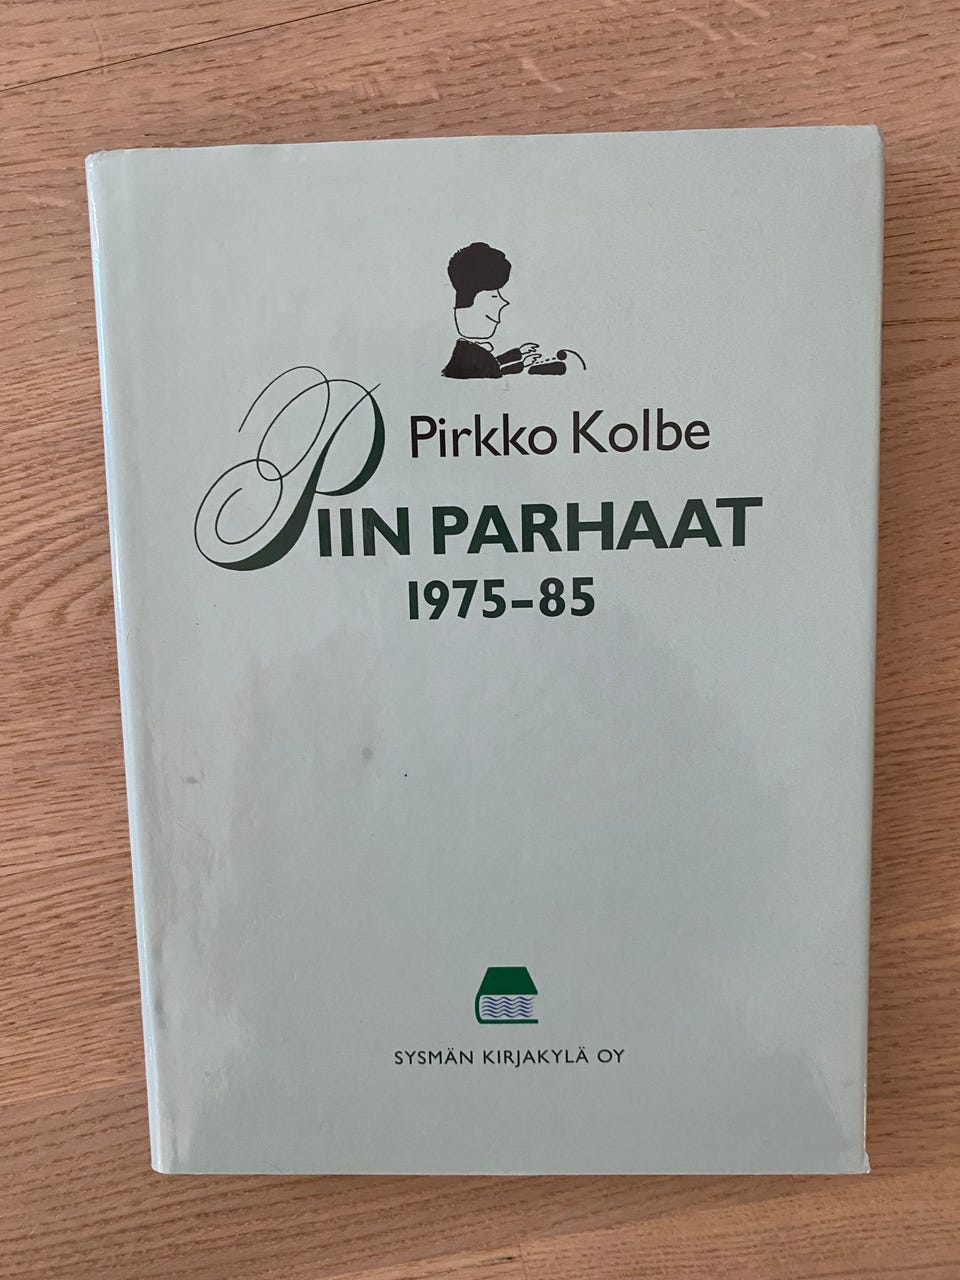 Pirkko Kolbe
PIIN PARHAAT
1975-85
SYSMÄN KIRJAKYLÄ OY